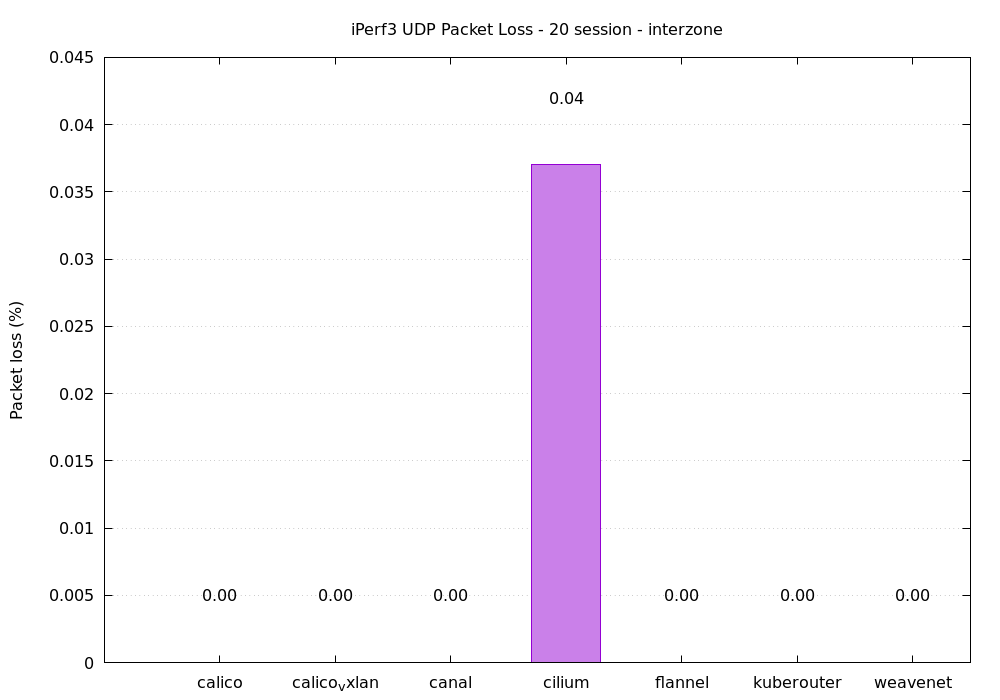 iPerf3 UDP Packet Loss - 20 session - interzone
0.045
0.04
0.035
0.03
0.025
0.02
0.015
0.01
0.005
0
Packet loss (%)
0.00
0.00
0.00
0.04
0.00
0.00
0.00
calico
calicovxlan
canal
cilium
flannel
kuberouter
weavenet